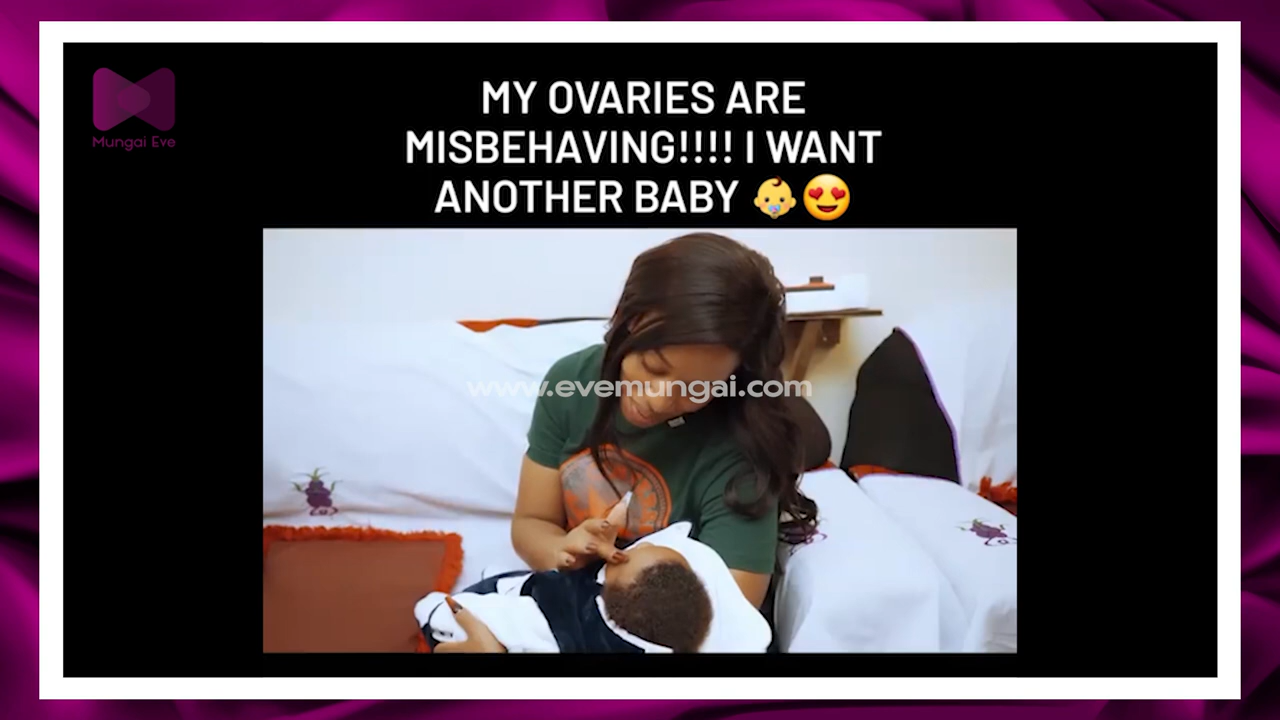 Mungai Eve
MY OVARIES ARE
MISBEHAVING!!!! I WANT
ANOTHER BABY 👶😍
www.evemungai.com